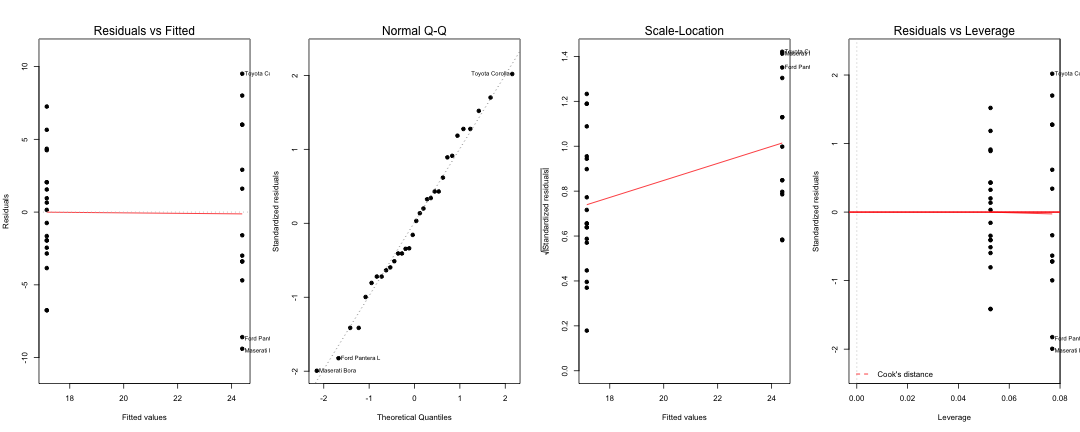 Residuals vs Fitted
Residuals
10
5
0
-5
-10
Toyota C
Ford Pant
Maserati
18
20
22
24
Fitted values
Normal Q-Q
Standardized residuals
2
1
0
-1
-2
Toyota Corolla
Ford Pantera L
Maserati Bora
-2
-1
0
1
2
Theoretical Quantiles
Scale-Location
√|Standardized residuals|
1.4
1.2
1.0
0.8
0.6
0.4
0.2
0.0
Ford Pant
18
20
22
24
Fitted values
Residuals vs Leverage
Standardized residuals
2
1
0
-1
-2
Toyota Co
Ford Pant
Maserati
Cook's distance
0.00
0.02
0.04
0.06
0.08
Leverage